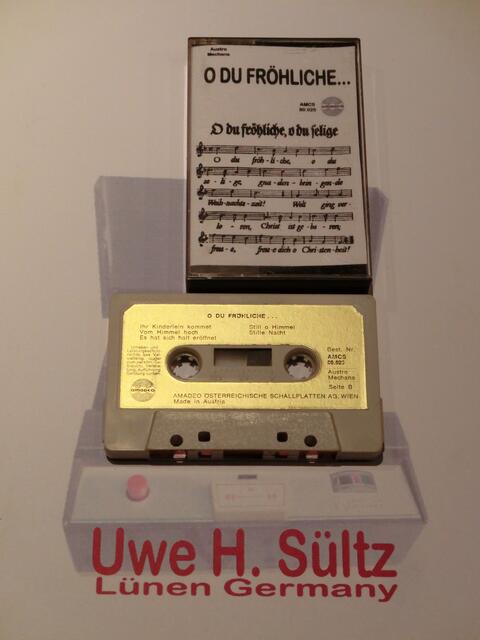 Austro
Mechana
O DU FRÖHLICHE...
AMCS
O du fröhliche, o du selige
O du fröh-li-che, o du
se-li-ge, gna-den-brin-gen-de
Weih-nachts-zeit! Welt ging ver-
lo-ren, Christ ist ge-bo-ren;
freu-e, freu-e dich o Chri-sten-heit!
O DU FRÖHLICHE...
Ihr Kinderlein kommet
Vom Himmel hoch
Es hat sich halt eröffnet
Still o Himmel
Stille Nacht
Best. Nr.
AMCS
Austro
Mechana
Seite B
AMADEO
AMADEO ÖSTERREICHISCHE SCHALLPLATTEN AG, WIEN
Made in Austria
Uwe H. Sültz
Lünen Germany